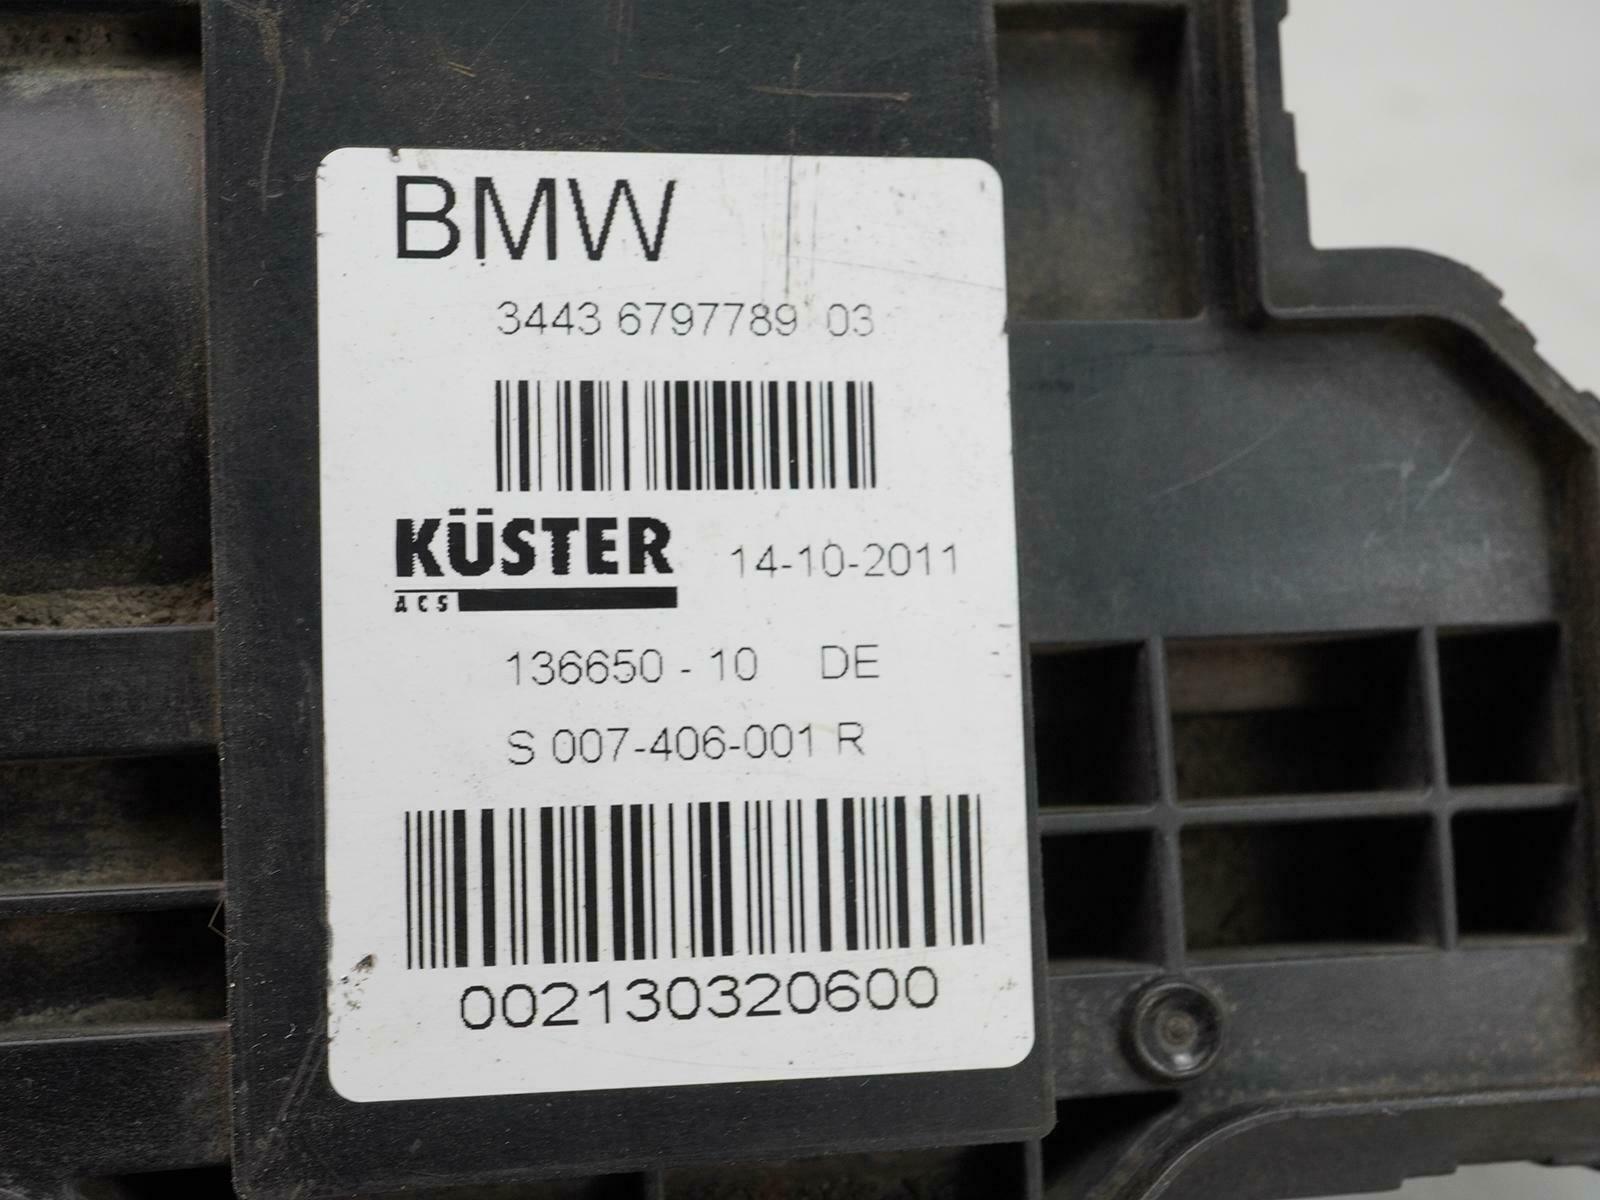 BMW
3443 6797789 03
KÜSTER 14-10-2011
ACS
136650 - 10 DE
S 007-406-001 R
002130320600